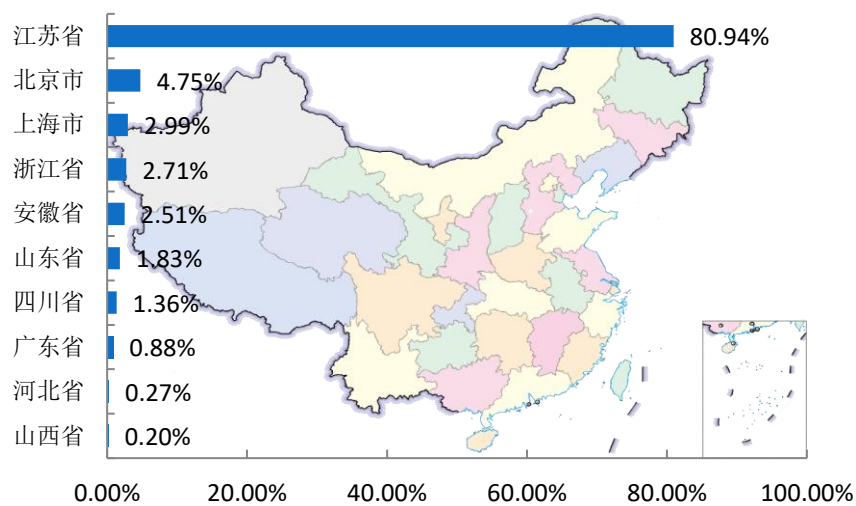 江苏省 80.94%
北京市 4.75%
上海市 2.99%
浙江省 2.71%
安徽省 2.51%
山东省 1.83%
四川省 1.36%
广东省 0.88%
河北省 0.27%
山西省 0.20%
0.00% 20.00% 40.00% 60.00% 80.00% 100.00%